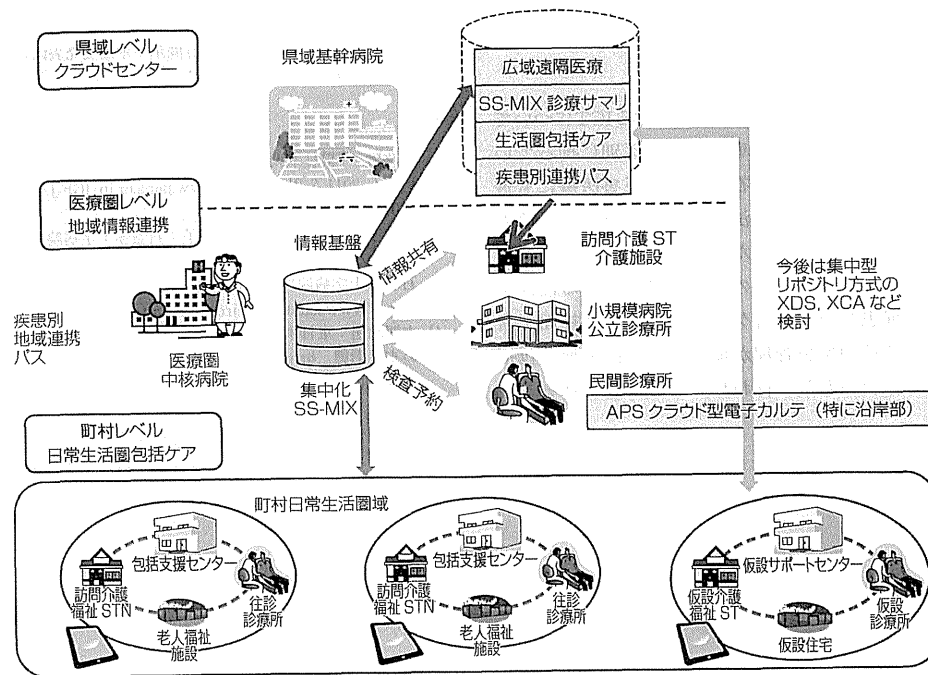 県域レベル
クラウドセンター
県域基幹病院
広域遠隔医療
SS-MIX 診療サマリ
生活圏包括ケア
疾患別連携パス
医療圏レベル
地域情報連携
情報基盤
情報共有
訪問介護 ST
介護施設
今後は集中型
リポジトリ方式の
XDS, XCA など
検討
小規模病院
公立診療所
疾患別
地域連携
パス
医療圏
中核病院
集中化
SS-MIX
検査予約
民間診療所
APS クラウド型電子カルテ（特に沿岸部）
町村レベル
日常生活圏包括ケア
町村日常生活圏域
包括支援センター
訪問介護
福祉 STN
往診
診療所
老人福祉
施設
包括支援センター
訪問介護
福祉 STN
往診
診療所
老人福祉
施設
仮設サポートセンター
仮設介護
福祉 ST
仮設
診療所
仮設住宅